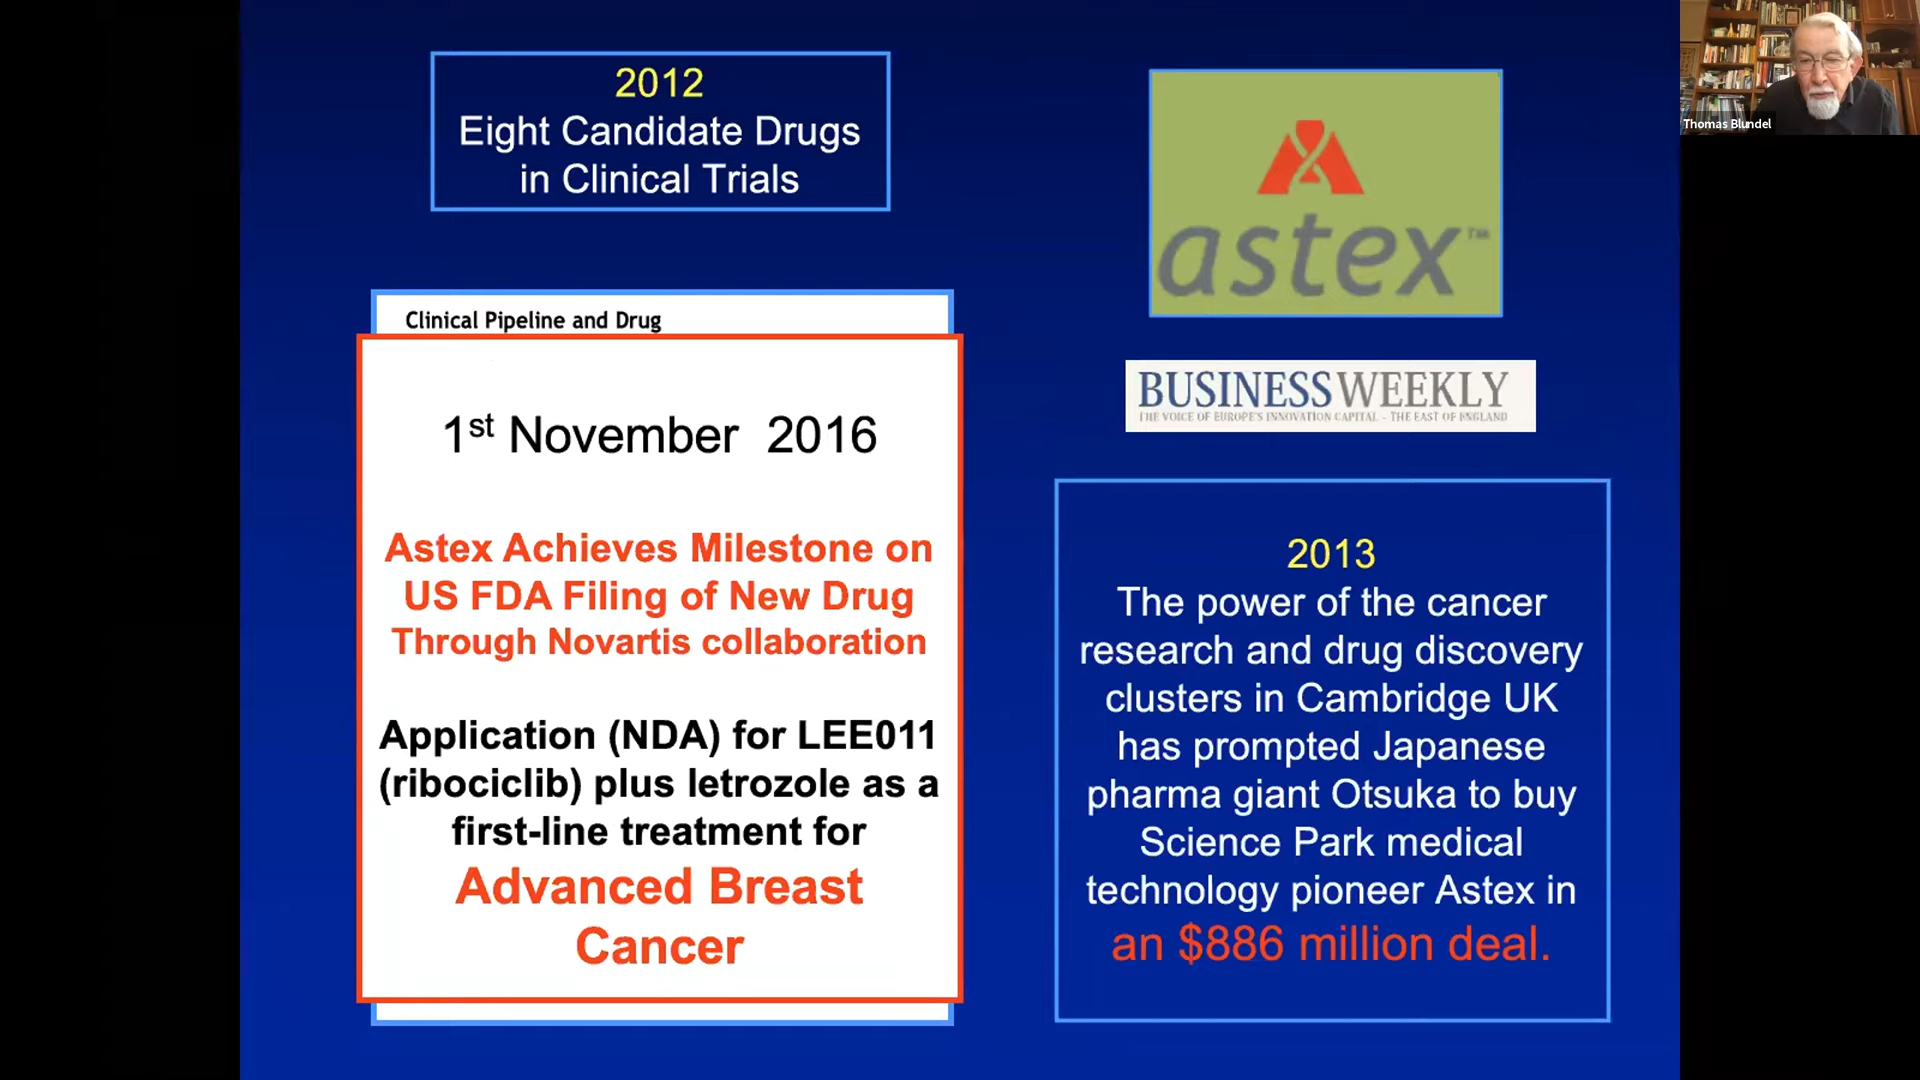 2012
Eight Candidate Drugs
in Clinical Trials
Clinical Pipeline and Drug
1st November 2016
Astex Achieves Milestone on
US FDA Filing of New Drug
Through Novartis collaboration
Application (NDA) for LEE011
(ribociclib) plus letrozole as a
first-line treatment for
Advanced Breast
Cancer
astex™
BUSINESS WEEKLY
THE VOICE OF EUROPE'S INNOVATION CAPITAL - THE EAST OF ENGLAND
2013
The power of the cancer
research and drug discovery
clusters in Cambridge UK
has prompted Japanese
pharma giant Otsuka to buy
Science Park medical
technology pioneer Astex in
an $886 million deal.
Thomas Blundel